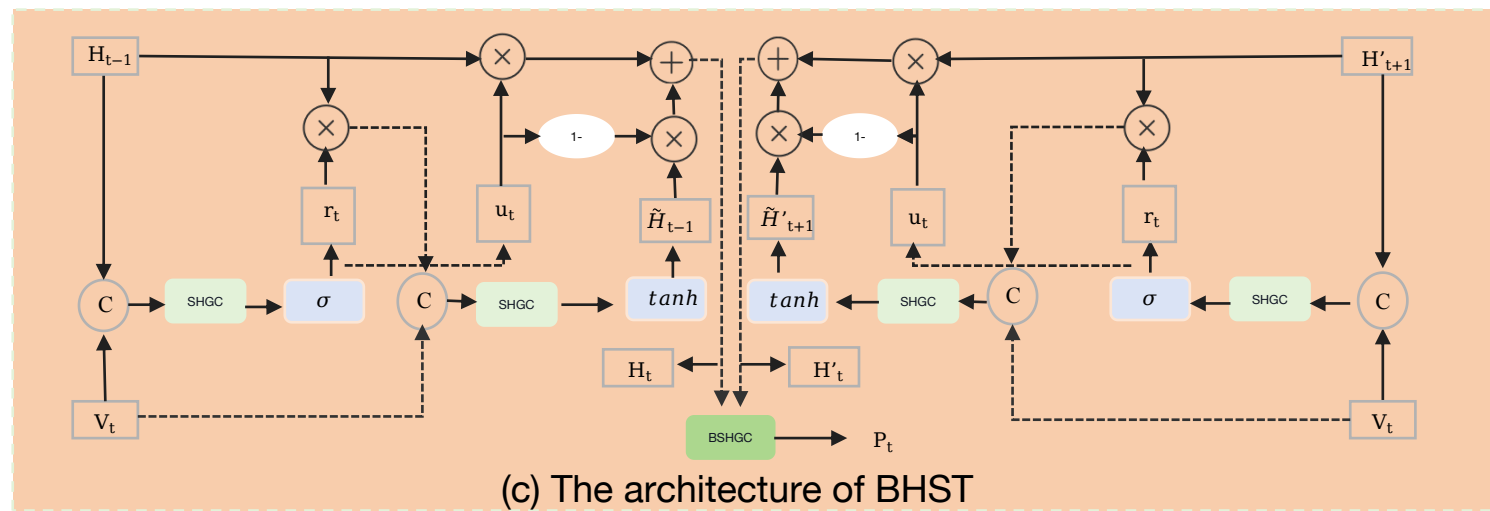 H_{t-1} × + + × H'_{t+1}
× 1- × × 1- ×
r_t u_t H̃_{t-1} H̃'_{t+1} u_t r_t
C SHGC σ C SHGC tanh tanh SHGC C σ SHGC C
H_t H'_t
V_t BSHGC P_t V_t
(c) The architecture of BHST